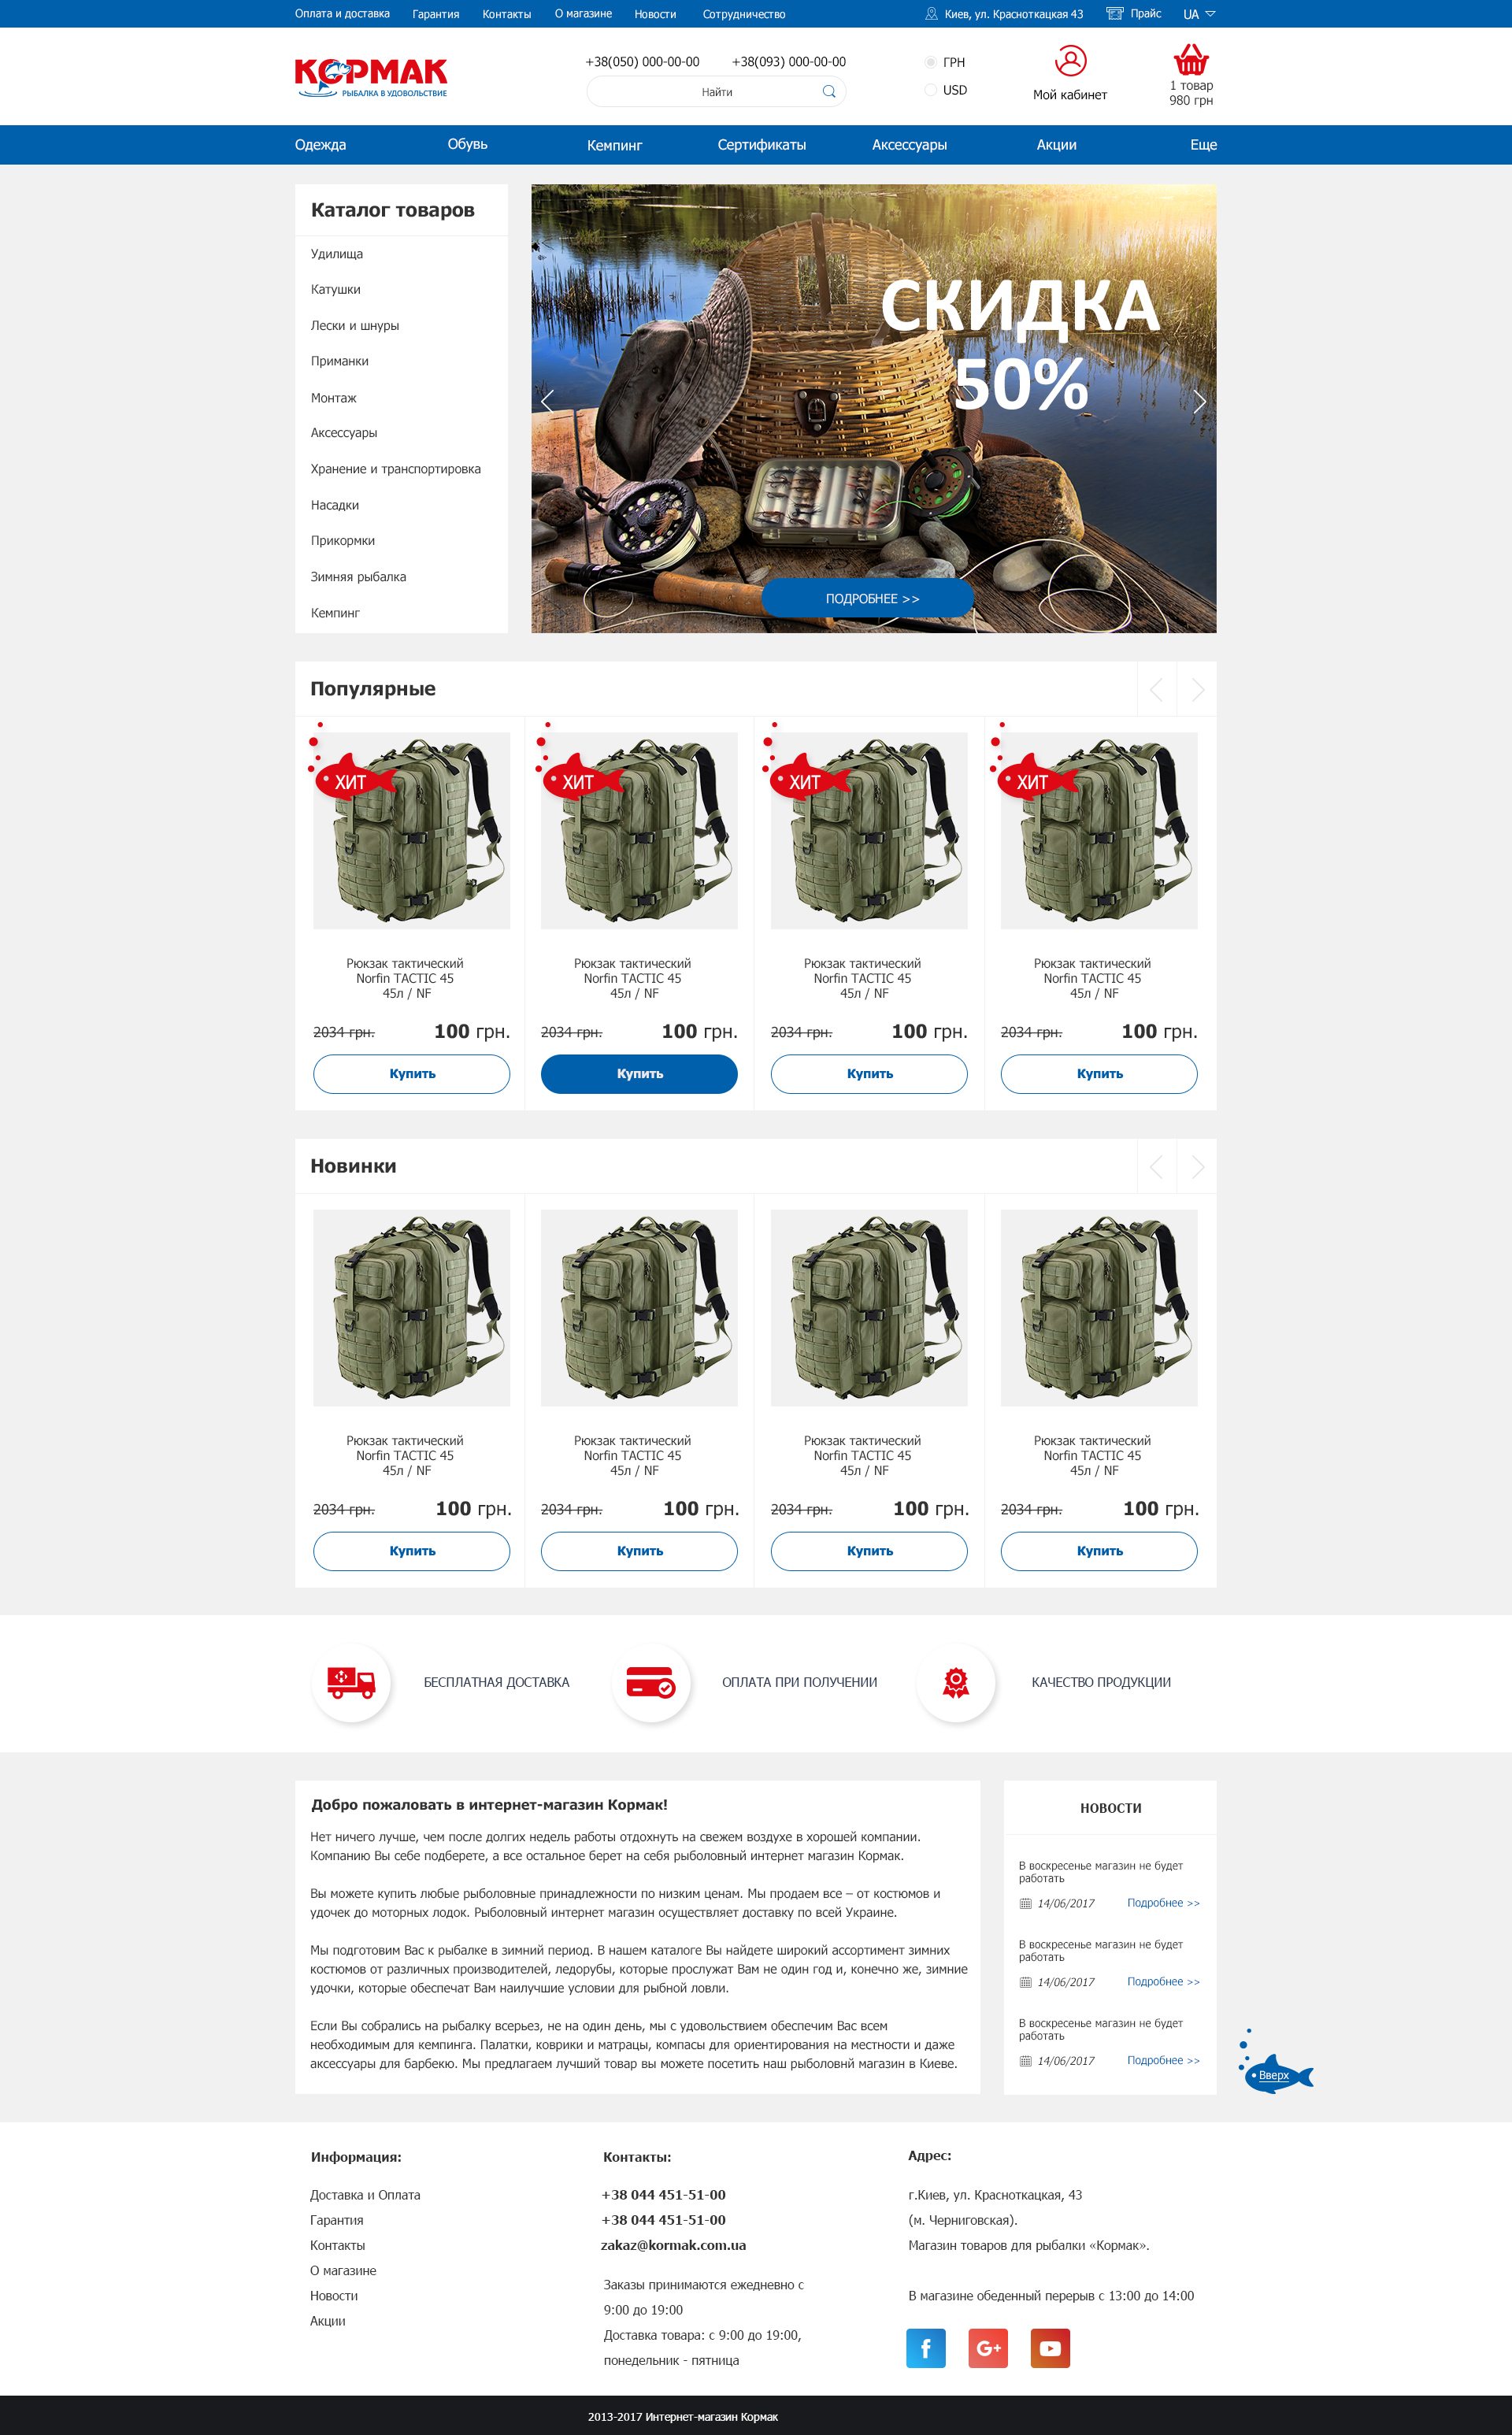 Оплата и доставка
Гарантия
Контакты
О магазине
Новости
Сотрудничество
Киев, ул. Красноткацкая 43
Прайс
UA
КОРМАК
РЫБАЛКА В УДОВОЛЬСТВИЕ
+38(050) 000-00-00
+38(093) 000-00-00
Найти
ГРН
USD
Мой кабинет
1 товар
980 грн
Одежда
Обувь
Кемпинг
Сертификаты
Аксессуары
Акции
Еще
Каталог товаров
Удилища
Катушки
Лески и шнуры
Приманки
Монтаж
Аксессуары
Хранение и транспортировка
Насадки
Прикормки
Зимняя рыбалка
Кемпинг
СКИДКА
50%
ПОДРОБНЕЕ >>
Популярные
ХИТ
ХИТ
ХИТ
ХИТ
Рюкзак тактический
Norfin TACTIC 45
45л / NF
Рюкзак тактический
Norfin TACTIC 45
45л / NF
Рюкзак тактический
Norfin TACTIC 45
45л / NF
Рюкзак тактический
Norfin TACTIC 45
45л / NF
2034 грн. 100 грн.
2034 грн. 100 грн.
2034 грн. 100 грн.
2034 грн. 100 грн.
Купить
Купить
Купить
Купить
Новинки
Рюкзак тактический
Norfin TACTIC 45
45л / NF
Рюкзак тактический
Norfin TACTIC 45
45л / NF
Рюкзак тактический
Norfin TACTIC 45
45л / NF
Рюкзак тактический
Norfin TACTIC 45
45л / NF
2034 грн. 100 грн.
2034 грн. 100 грн.
2034 грн. 100 грн.
2034 грн. 100 грн.
Купить
Купить
Купить
Купить
БЕСПЛАТНАЯ ДОСТАВКА
ОПЛАТА ПРИ ПОЛУЧЕНИИ
КАЧЕСТВО ПРОДУКЦИИ
Добро пожаловать в интернет-магазин Кормак!
Нет ничего лучше, чем после долгих недель работы отдохнуть на свежем воздухе в хорошей компании.
Компанию Вы себе подберете, а все остальное берет на себя рыболовный интернет магазин Кормак.
Вы можете купить любые рыболовные принадлежности по низким ценам. Мы продаем все – от костюмов и
удочек до моторных лодок. Рыболовный интернет магазин осуществляет доставку по всей Украине.
Мы подготовим Вас к рыбалке в зимний период. В нашем каталоге Вы найдете широкий ассортимент зимних
костюмов от различных производителей, ледорубы, которые прослужат Вам не один год и, конечно же, зимние
удочки, которые обеспечат Вам наилучшие условии для рыбной ловли.
Если Вы собрались на рыбалку всерьез, не на один день, мы с удовольствием обеспечим Вас всем
необходимым для кемпинга. Палатки, коврики и матрацы, компасы для ориентирования на местности и даже
аксессуары для барбекю. Мы предлагаем лучший товар вы можете посетить наш рыболовнй магазин в Киеве.
НОВОСТИ
В воскресенье магазин не будет
работать
14/06/2017 Подробнее >>
В воскресенье магазин не будет
работать
14/06/2017 Подробнее >>
В воскресенье магазин не будет
работать
14/06/2017 Подробнее >>
Вверх
Информация:
Доставка и Оплата
Гарантия
Контакты
О магазине
Новости
Акции
Контакты:
+38 044 451-51-00
+38 044 451-51-00
zakaz@kormak.com.ua
Заказы принимаются ежедневно с
9:00 до 19:00
Доставка товара: с 9:00 до 19:00,
понедельник - пятница
Адрес:
г.Киев, ул. Красноткацкая, 43
(м. Черниговская).
Магазин товаров для рыбалки «Кормак».
В магазине обеденный перерыв с 13:00 до 14:00
f
G+
2013-2017 Интернет-магазин Кормак